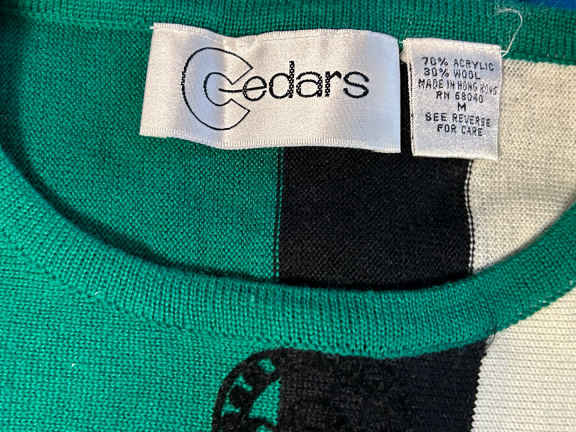 Cedars
70% ACRYLIC
30% WOOL
MADE IN HONG KONG
RN 68040
M
SEE REVERSE
FOR CARE